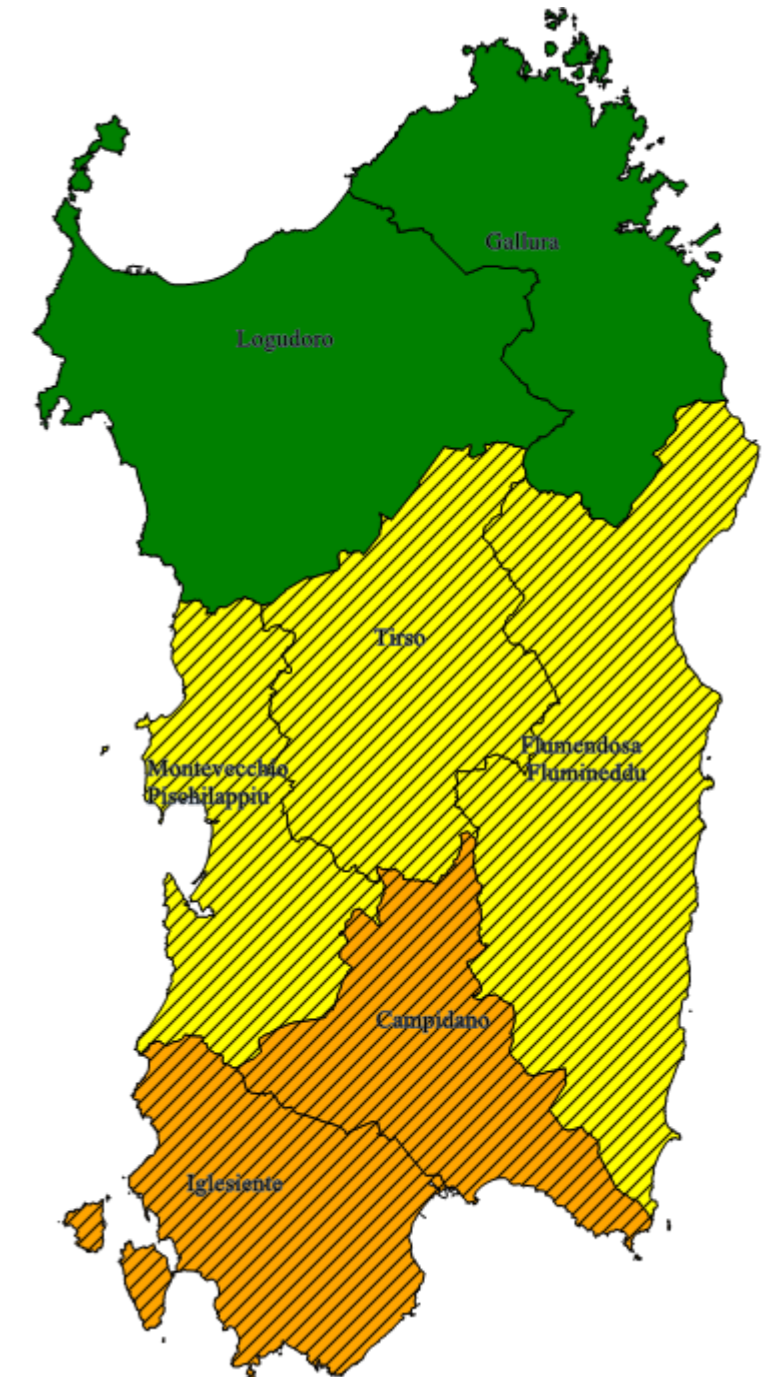 Gallura
Logudoro
Tirso
Flumendosa
Flumineddu
Montevecchio
Pischilappiu
Campidano
Iglesiente